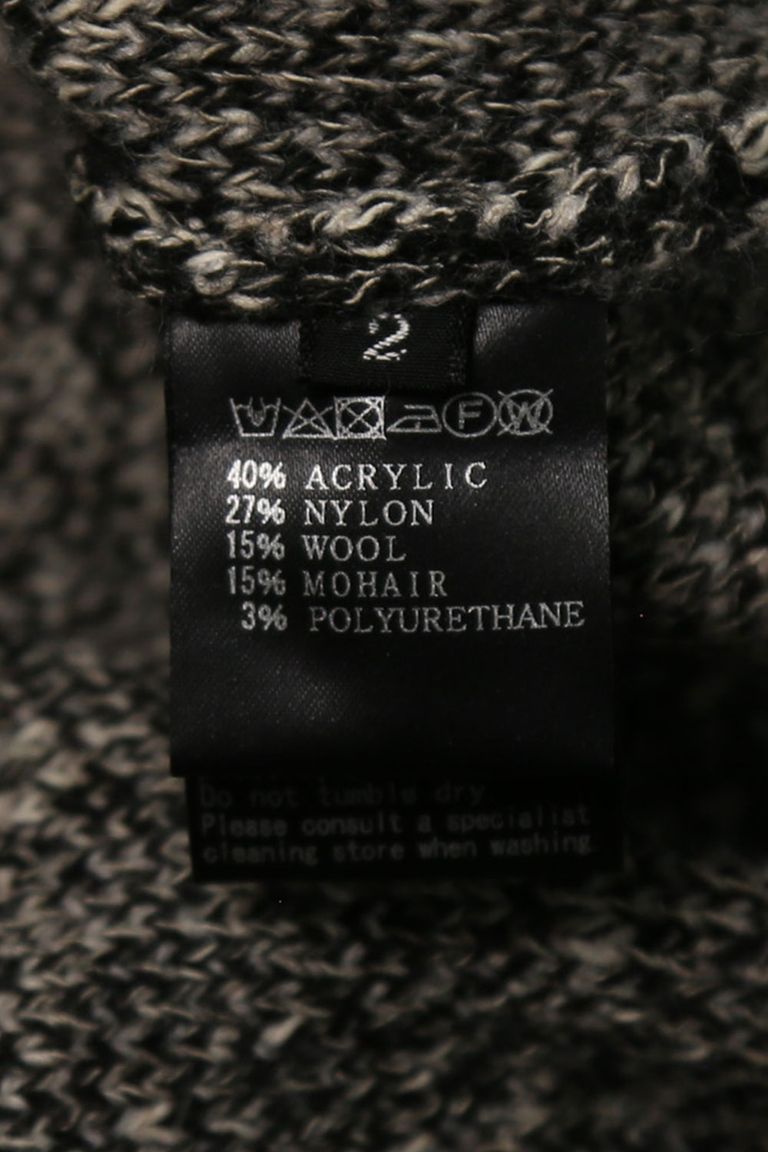 2
F W
40% ACRYLIC
27% NYLON
15% WOOL
15% MOHAIR
3% POLYURETHANE
Do not tumble dry.
Please consult a specialist
cleaning store when washing.